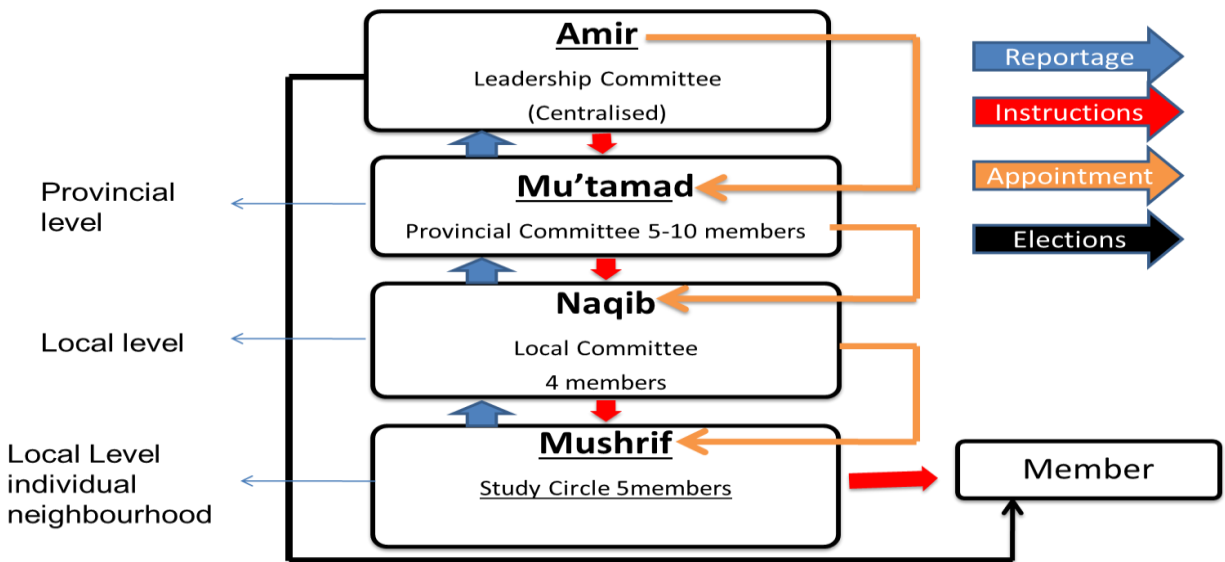 Amir
Leadership Committee
(Centralised)
Reportage
Instructions
Appointment
Elections
Provincial
level
Mu’tamad
Provincial Committee 5-10 members
Local level
Naqib
Local Committee
4 members
Local Level
individual
neighbourhood
Mushrif
Study Circle 5members
Member